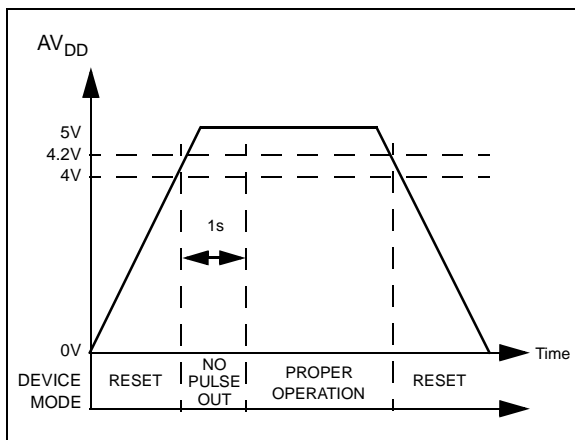 AVDD
5V
4.2V
4V
1s
0V
Time
DEVICE MODE
RESET
NO PULSE OUT
PROPER OPERATION
RESET